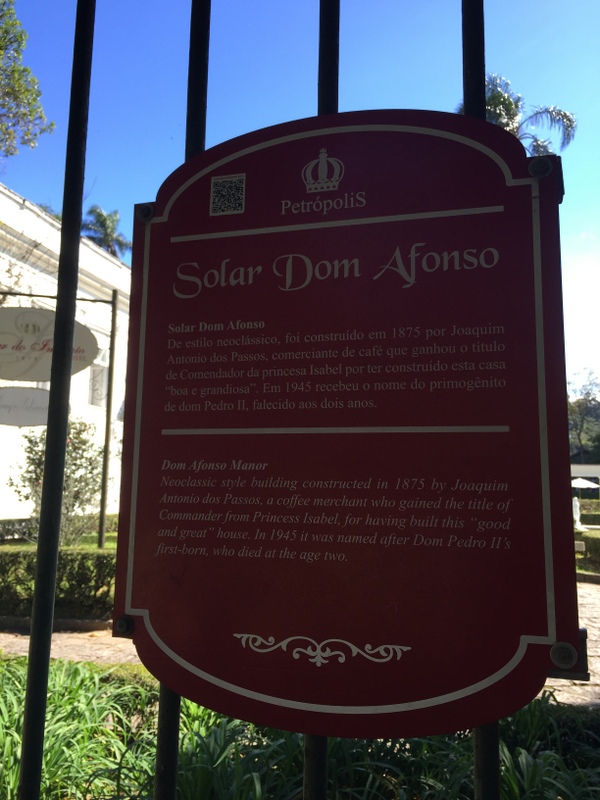 PetrópoliS
Solar Dom Afonso
Solar Dom Afonso
De estilo neoclássico, foi construído em 1875 por Joaquim
Antonio dos Passos, comerciante de café que ganhou o título
de Comendador da princesa Isabel por ter construído esta casa
“boa e grandiosa”. Em 1945 recebeu o nome do primogênito
de dom Pedro II, falecido aos dois anos.
Dom Afonso Manor
Neoclassic style building constructed in 1875 by Joaquim
Antonio dos Passos, a coffee merchant who gained the title of
Commander from Princess Isabel, for having built this “good
and great” house. In 1945 it was named after Dom Pedro II’s
first-born, who died at the age two.